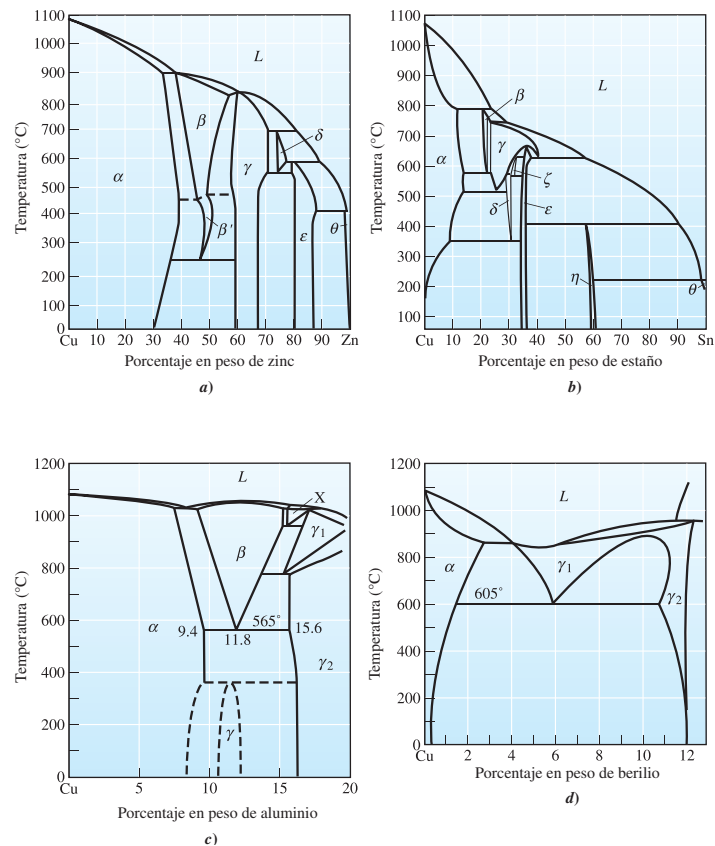 1100
1000
900
800
700
600
500
400
300
200
100
0
Temperatura (°C)
L
α
β
β'
γ
δ
ε
θ
Cu 10 20 30 40 50 60 70 80 90 Zn
Porcentaje en peso de zinc
a)
1100
1000
900
800
700
600
500
400
300
200
100
Temperatura (°C)
L
β
α
γ
ζ
δ
ε
η
θ
Cu 10 20 30 40 50 60 70 80 90 Sn
Porcentaje en peso de estaño
b)
1200
1000
800
600
400
200
0
Temperatura (°C)
L
X
γ1
β
α
9.4
565°
11.8
15.6
γ2
γ
Cu 5 10 15 20
Porcentaje en peso de aluminio
c)
1200
1000
800
600
400
200
0
Temperatura (°C)
L
α
γ1
605°
γ2
Cu 2 4 6 8 10 12
Porcentaje en peso de berilio
d)